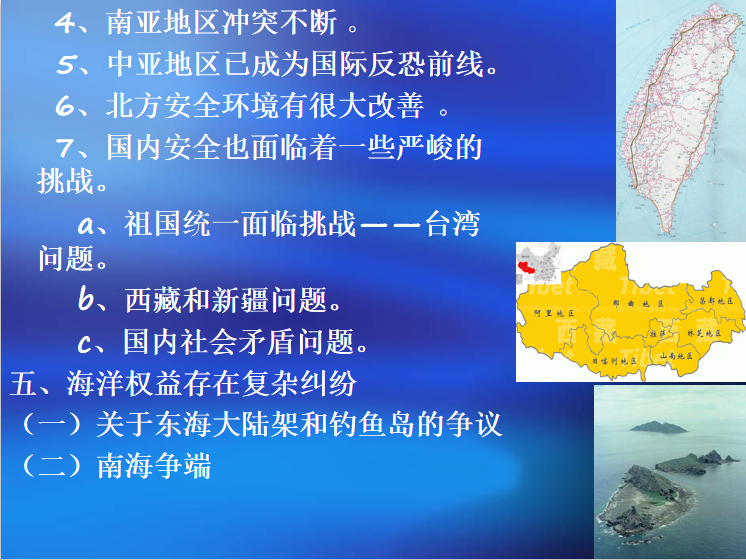 4、南亚地区冲突不断 。
5、中亚地区已成为国际反恐前线。
6、北方安全环境有很大改善 。
7、国内安全也面临着一些严峻的
挑战。
a、祖国统一面临挑战——台湾
问题。
b、西藏和新疆问题。
c、国内社会矛盾问题。
五、海洋权益存在复杂纠纷
（一）关于东海大陆架和钓鱼岛的争议
（二）南海争端
藏
Tibet
Tibet
阿里地区
那曲地区
昌都地区
西藏
拉萨
林芝地区
日喀则地区
山南地区
Tibet